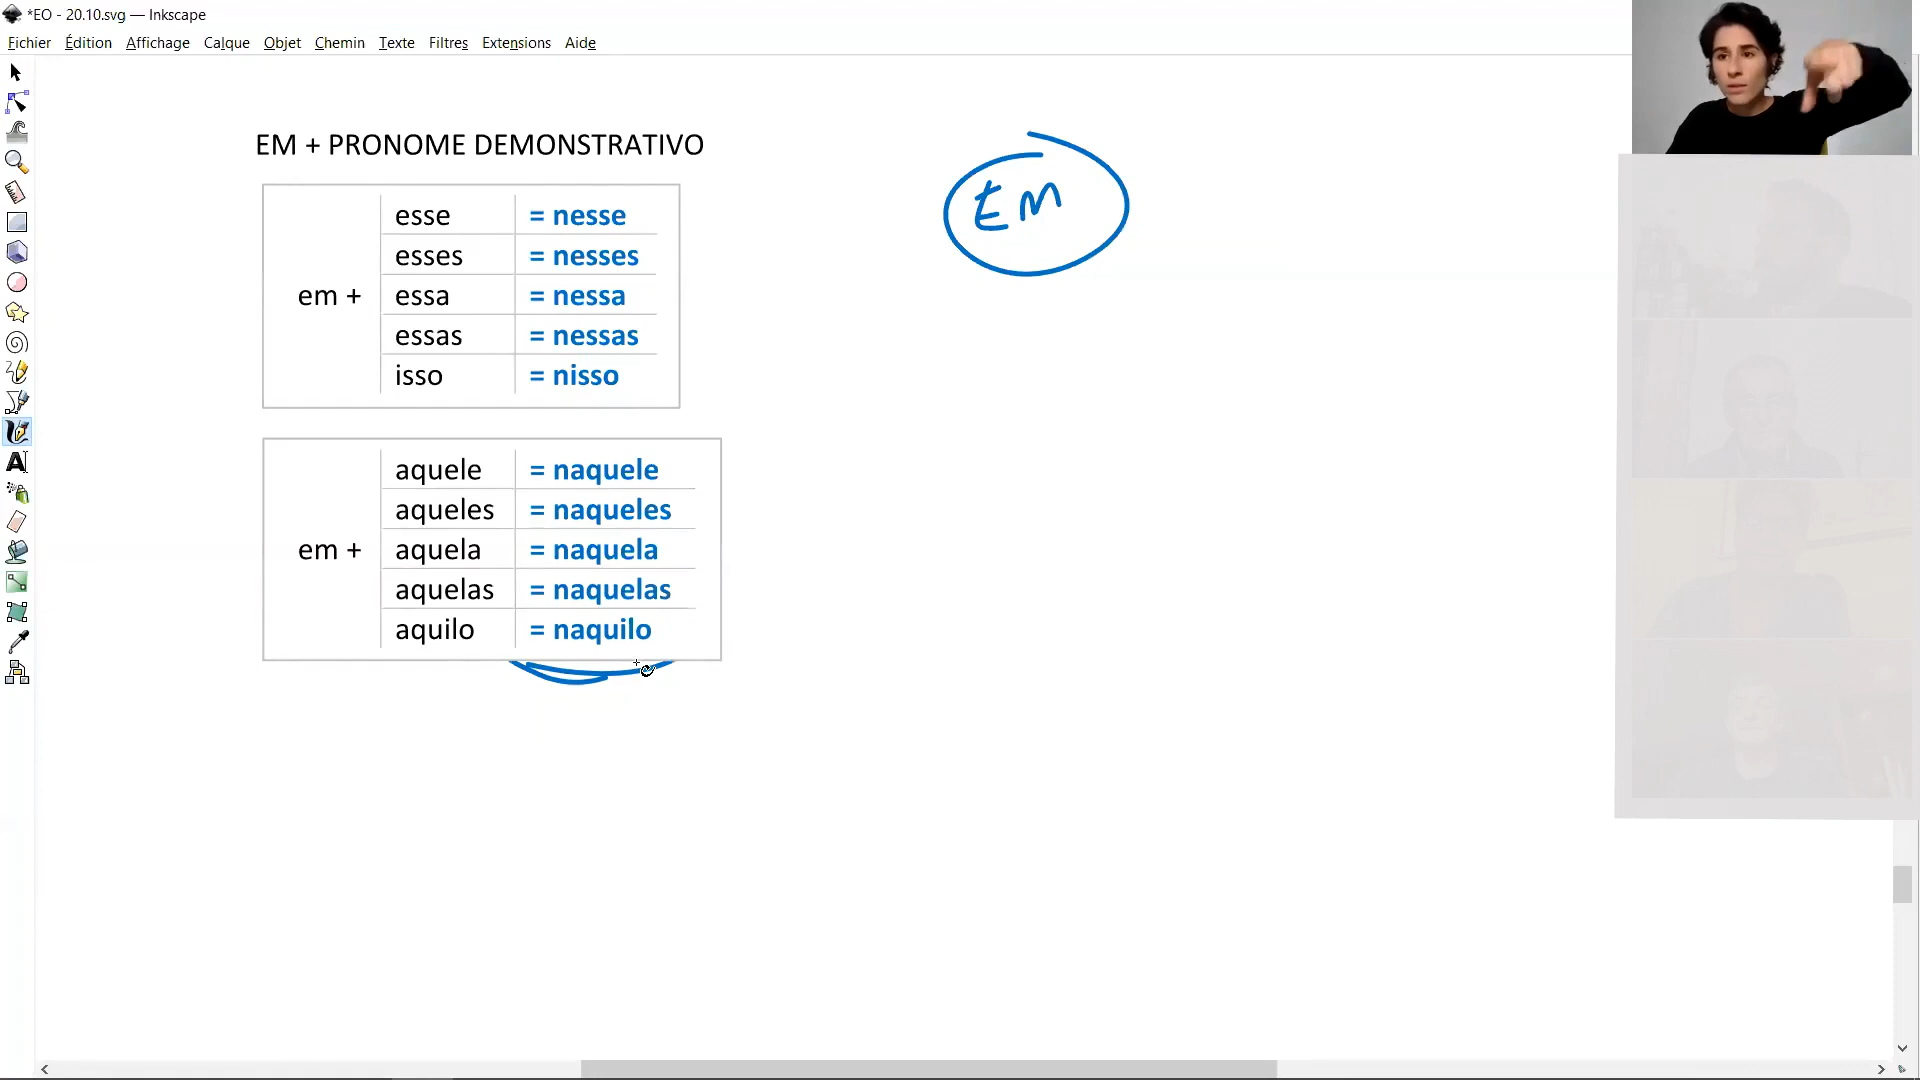 *EO - 20.10.svg — Inkscape
Fichier Édition Affichage Calque Objet Chemin Texte Filtres Extensions Aide
EM + PRONOME DEMONSTRATIVO
EM
em +
esse = nesse
esses = nesses
essa = nessa
essas = nessas
isso = nisso
em +
aquele = naquele
aqueles = naqueles
aquela = naquela
aquelas = naquelas
aquilo = naquilo